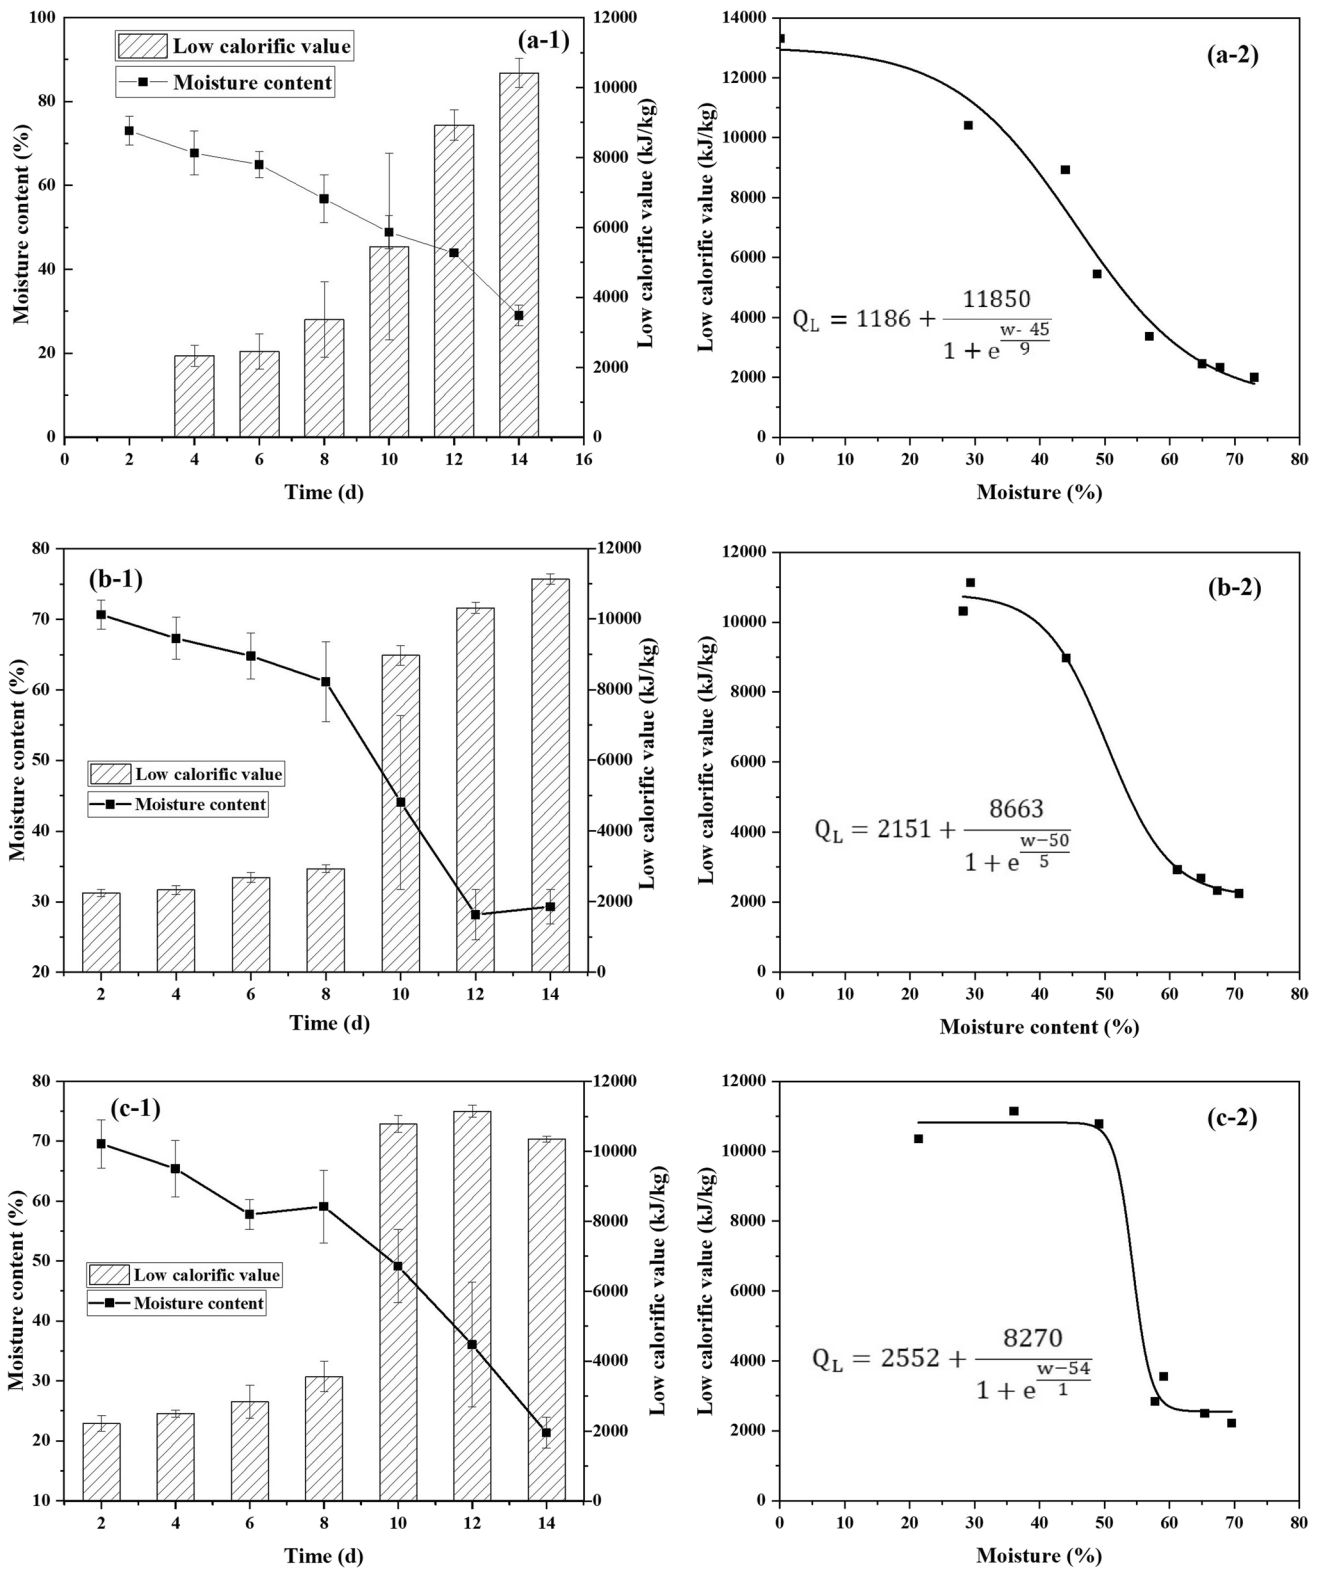 (a-1)
Low calorific value
Moisture content
100
80
60
40
20
0
Moisture content (%)
12000
10000
8000
6000
4000
2000
0
Low calorific value (kJ/kg)
0 2 4 6 8 10 12 14 16
Time (d)
(a-2)
14000
12000
10000
8000
6000
4000
2000
0
Low calorific value (kJ/kg)
Q_L = 1186 + 11850 / (1 + e^((w- 45)/9))
0 10 20 30 40 50 60 70 80
Moisture (%)
(b-1)
80
70
60
50
40
30
20
Moisture content (%)
Low calorific value
Moisture content
12000
10000
8000
6000
4000
2000
0
Low calorific value (kJ/kg)
2 4 6 8 10 12 14
Time (d)
(b-2)
12000
10000
8000
6000
4000
2000
0
Low calorific value (kJ/kg)
Q_L = 2151 + 8663 / (1 + e^((w−50)/5))
0 10 20 30 40 50 60 70 80
Moisture content (%)
(c-1)
80
70
60
50
40
30
20
10
Moisture content (%)
Low calorific value
Moisture content
12000
10000
8000
6000
4000
2000
0
Low calorific value (kJ/kg)
2 4 6 8 10 12 14
Time (d)
(c-2)
12000
10000
8000
6000
4000
2000
0
Low calorific value (kJ/kg)
Q_L = 2552 + 8270 / (1 + e^((w−54)/1))
0 10 20 30 40 50 60 70 80
Moisture (%)